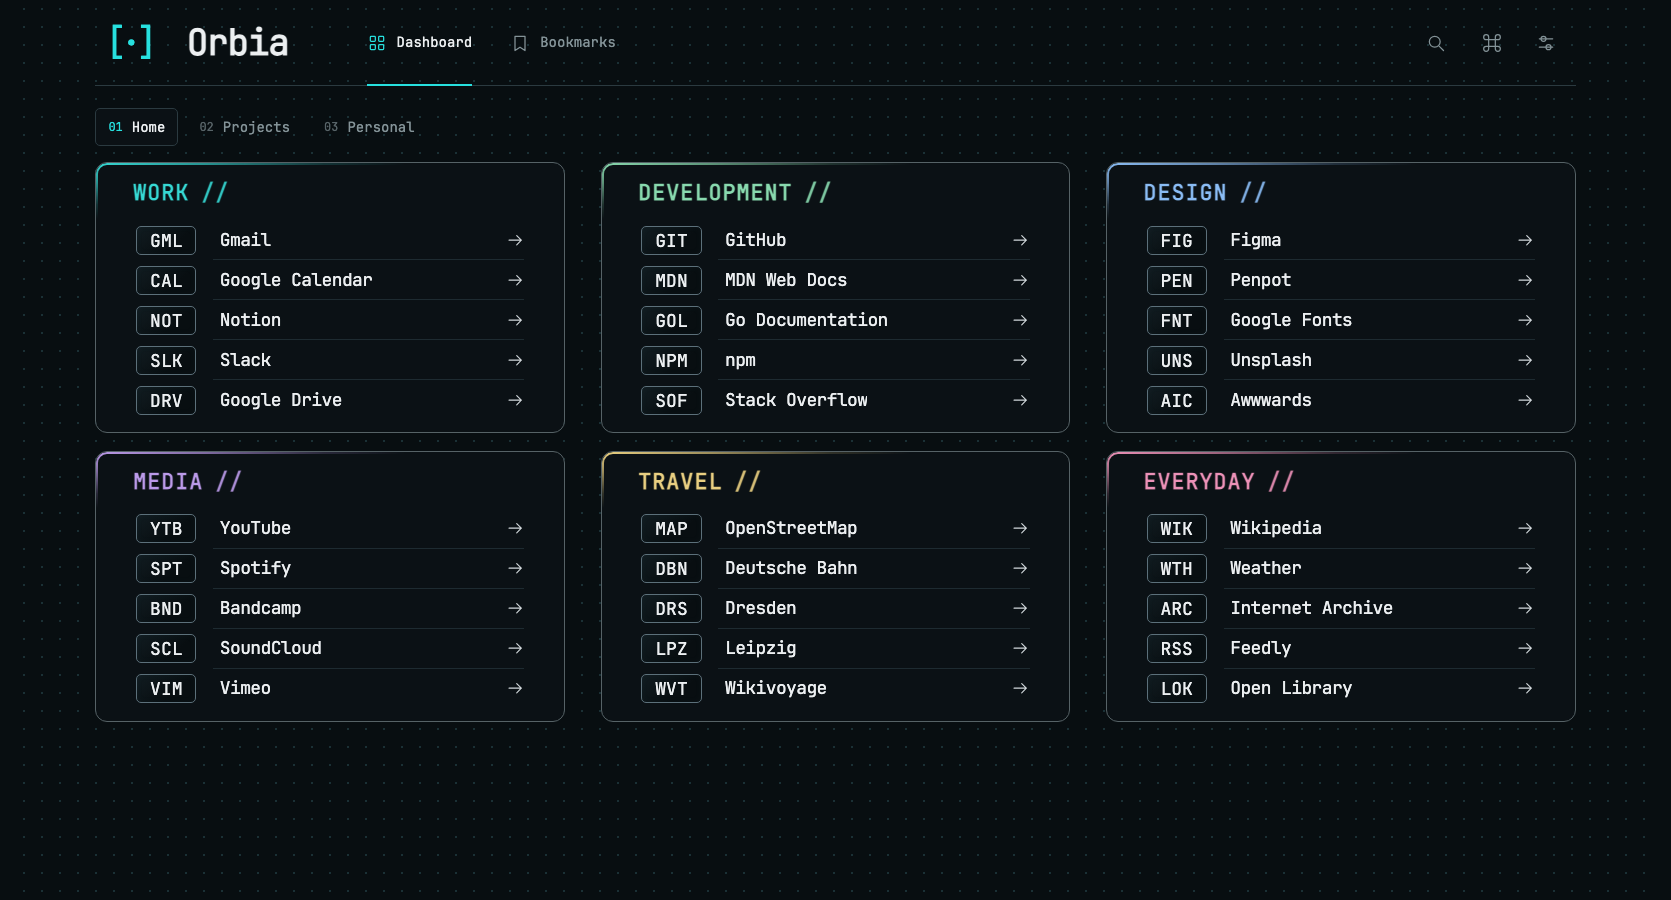 [·] Orbia
Dashboard
Bookmarks
01 Home
02 Projects
03 Personal
WORK //
GML Gmail →
CAL Google Calendar →
NOT Notion →
SLK Slack →
DRV Google Drive →
DEVELOPMENT //
GIT GitHub →
MDN MDN Web Docs →
GOL Go Documentation →
NPM npm →
SOF Stack Overflow →
DESIGN //
FIG Figma →
PEN Penpot →
FNT Google Fonts →
UNS Unsplash →
AIC Awwwards →
MEDIA //
YTB YouTube →
SPT Spotify →
BND Bandcamp →
SCL SoundCloud →
VIM Vimeo →
TRAVEL //
MAP OpenStreetMap →
DBN Deutsche Bahn →
DRS Dresden →
LPZ Leipzig →
WVT Wikivoyage →
EVERYDAY //
WIK Wikipedia →
WTH Weather →
ARC Internet Archive →
RSS Feedly →
LOK Open Library →